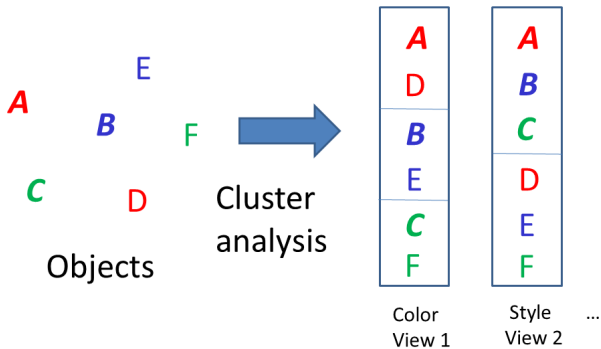 E
A
B
F
C
D
Objects
Cluster
analysis
A
D
B
E
C
F
Color
View 1
A
B
C
D
E
F
Style
View 2
...